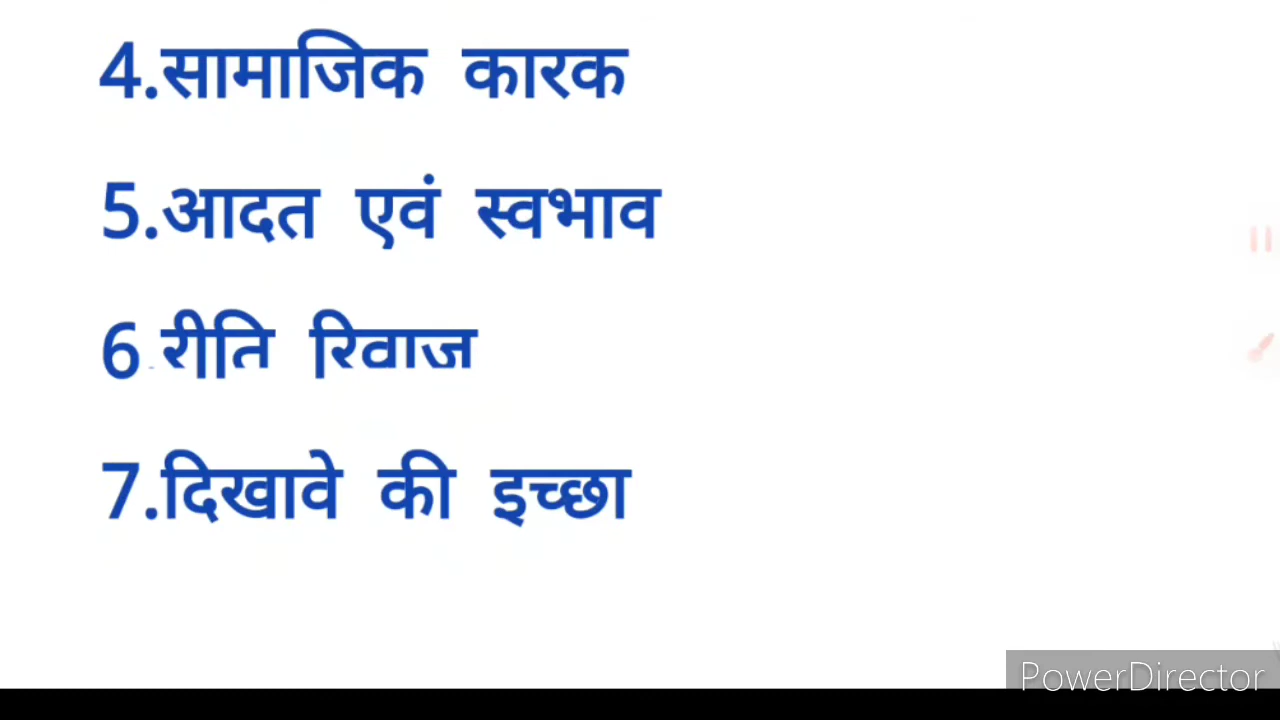 4.सामाजिक कारक
5.आदत एवं स्वभाव
6.रीति रिवाज
7.दिखावे की इच्छा
PowerDirector